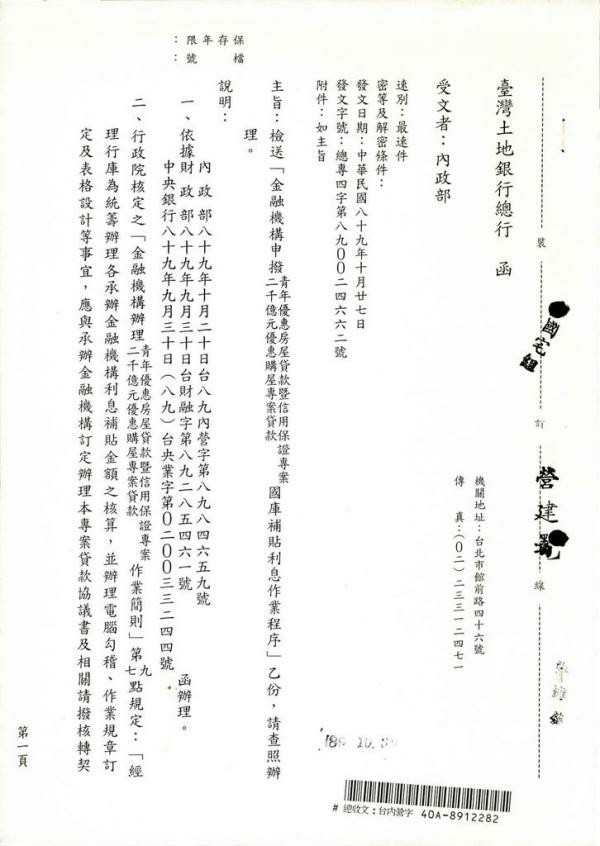 檔號：
保存年限：
臺灣土地銀行總行　函
機關地址：台北市館前路四十六號
傳　真：(０二)二三三一二四七一
受文者：內政部
速別：最速件
密等及解密條件：
發文日期：中華民國八十九年十月廿七日
發文字號：總專四字第八九００二四六六二號
附件：如主旨
主旨：檢送「金融機構申撥青年優惠房屋貸款暨信用保證專案二千億元優惠購屋專案貸款國庫補貼利息作業程序」乙份，請查照辦
理。
說明：
內政部八十九年十月二十日台八九內營字第八九八四六五九號
一、依據財政部八十九年九月三十日台財融字第八九二八五四六一號　函辦理。
中央銀行八十九年九月三十日(八九)台央業字第０二００三三二四四號
二、行政院核定之「金融機構辦理青年優惠房屋貸款暨信用保證專案二千億元優惠購屋專案貸款作業簡則」第九七點規定：「經
理行庫為統籌辦理各承辦金融機構利息補貼金額之核算，並辦理電腦勾稽、作業規章訂
定及表格設計等事宜，應與承辦金融機構訂定辦理本專案貸款協議書及相關請撥核轉契
第一頁
裝
訂
線
國宅組
營建署
# 總收文：台內營字 40A-8912282